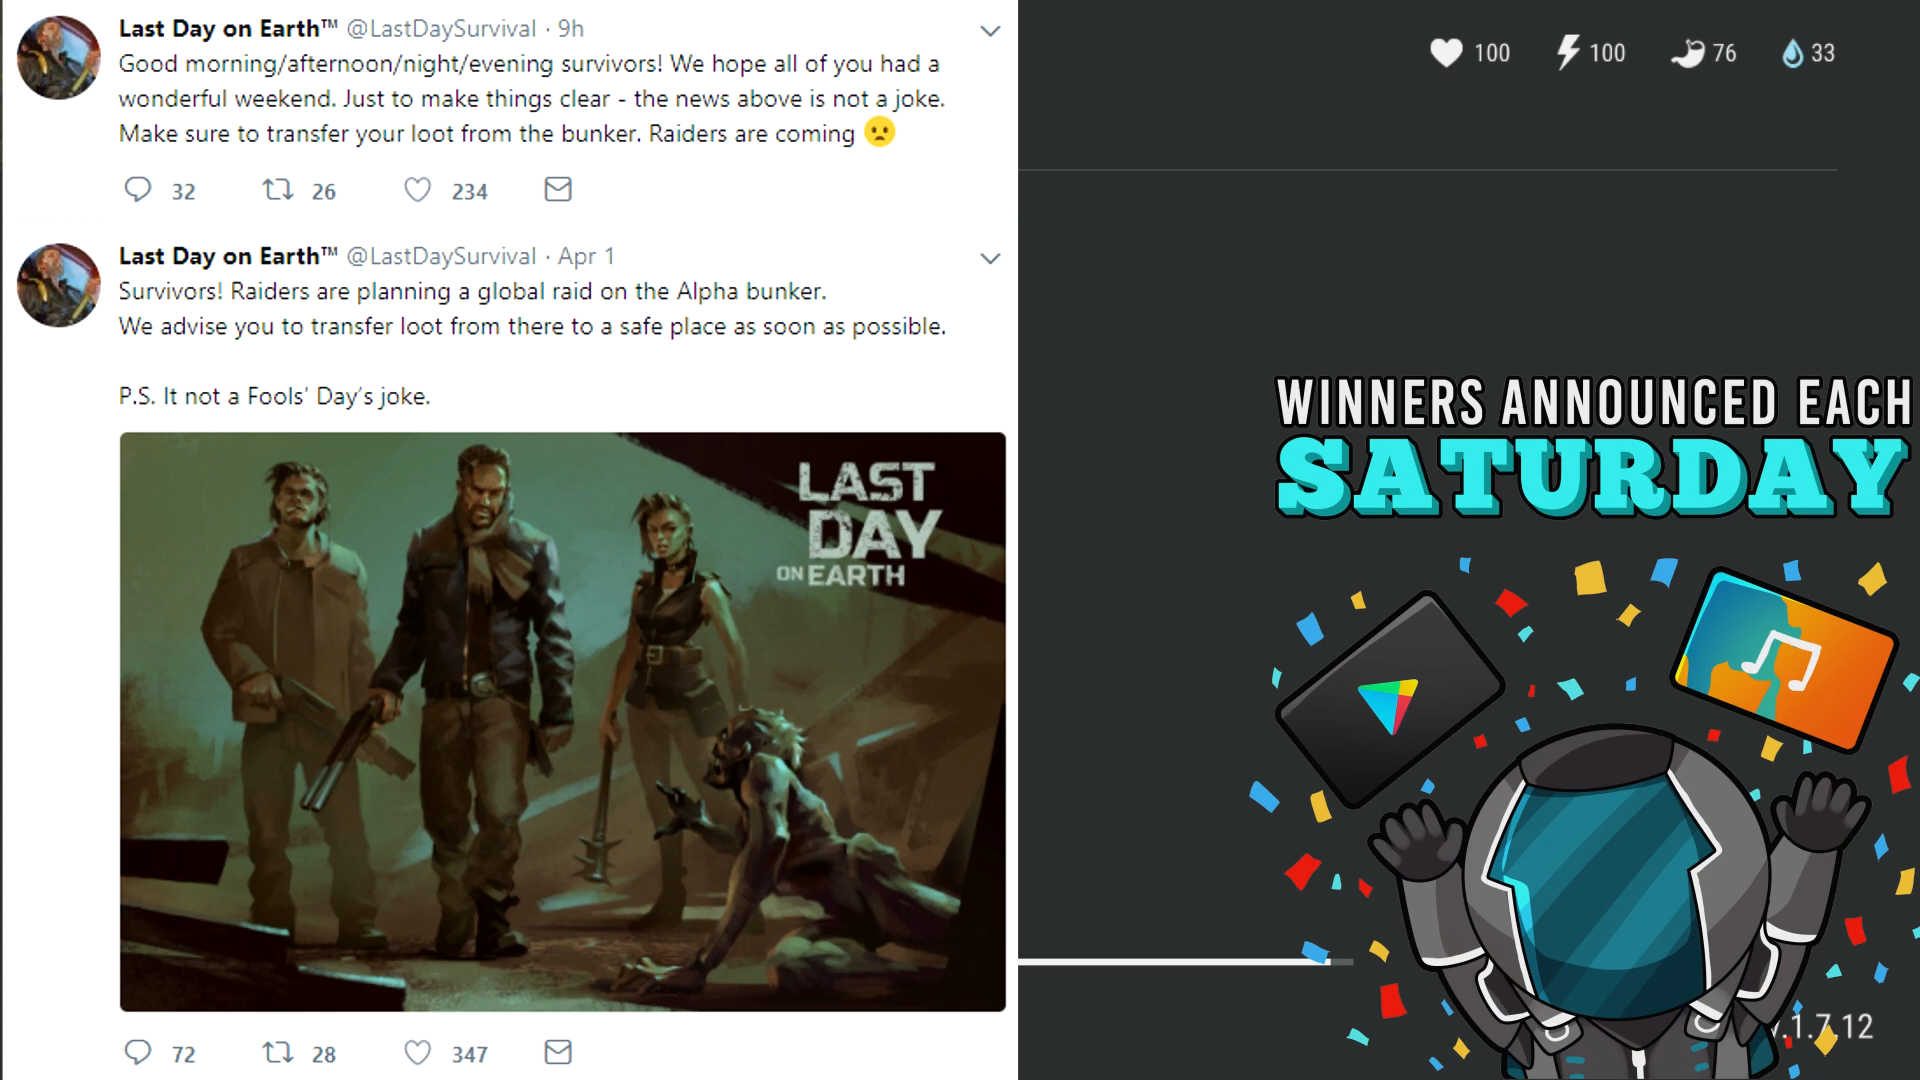 Last Day on Earth™ @LastDaySurvival · 9h
Good morning/afternoon/night/evening survivors! We hope all of you had a
wonderful weekend. Just to make things clear - the news above is not a joke.
Make sure to transfer your loot from the bunker. Raiders are coming 😟
32 26 234
Last Day on Earth™ @LastDaySurvival · Apr 1
Survivors! Raiders are planning a global raid on the Alpha bunker.
We advise you to transfer loot from there to a safe place as soon as possible.
P.S. It not a Fools' Day's joke.
LAST
DAY
ON EARTH
72 28 347
100 100 76 33
WINNERS ANNOUNCED EACH
SATURDAY
v.1.7.12